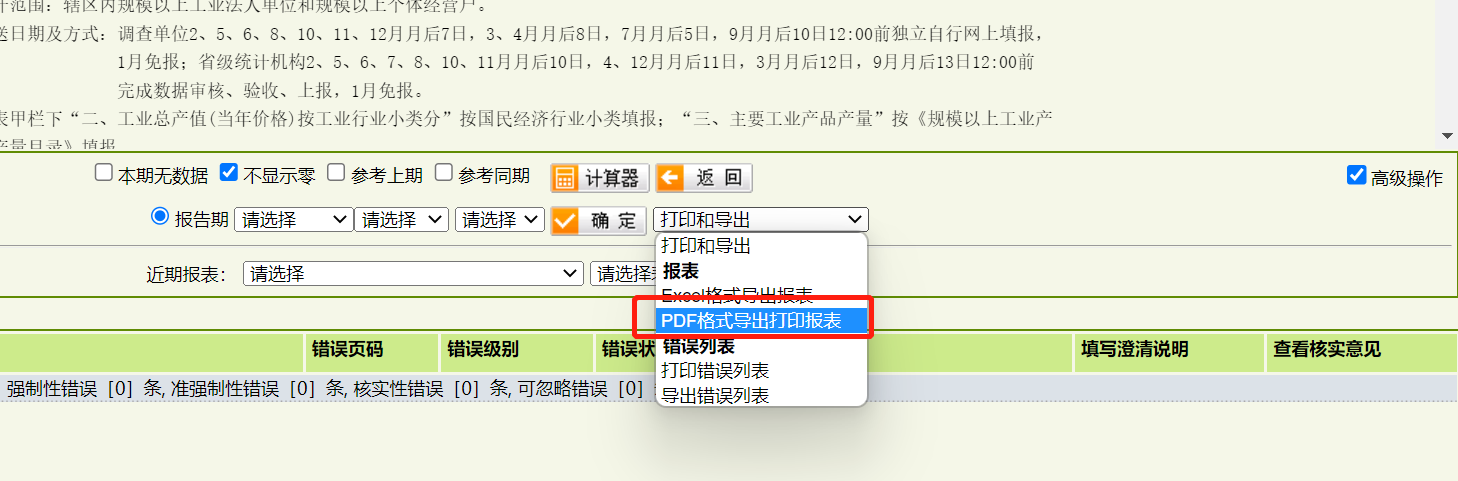 计范围：辖区内规模以上工业法人单位和规模以上个体经营户。
送日期及方式：调查单位2、5、6、8、10、11、12月月后7日，3、4月月后8日，7月月后5日，9月月后10日12:00前独立自行网上填报，
1月免报；省级统计机构2、5、6、7、8、10、11月月后10日，4、12月月后11日，3月月后12日，9月月后13日12:00前
完成数据审核、验收、上报，1月免报。
表甲栏下“二、工业总产值(当年价格)按工业行业小类分”按国民经济行业小类填报；“三、主要工业产品产量”按《规模以上工业产
产量目录》填报
本期无数据 不显示零 参考上期 参考同期 计算器 返 回 高级操作
报告期 请选择 请选择 请选择 确 定 打印和导出
打印和导出
报表
近期报表： 请选择 请选择
Excel格式导出报表
PDF格式导出打印报表
错误页码 错误级别 错误状 错误列表 填写澄清说明 查看核实意见
打印错误列表
强制性错误 [0] 条, 准强制性错误 [0] 条, 核实性错误 [0] 条, 可忽略错误 [0]
导出错误列表